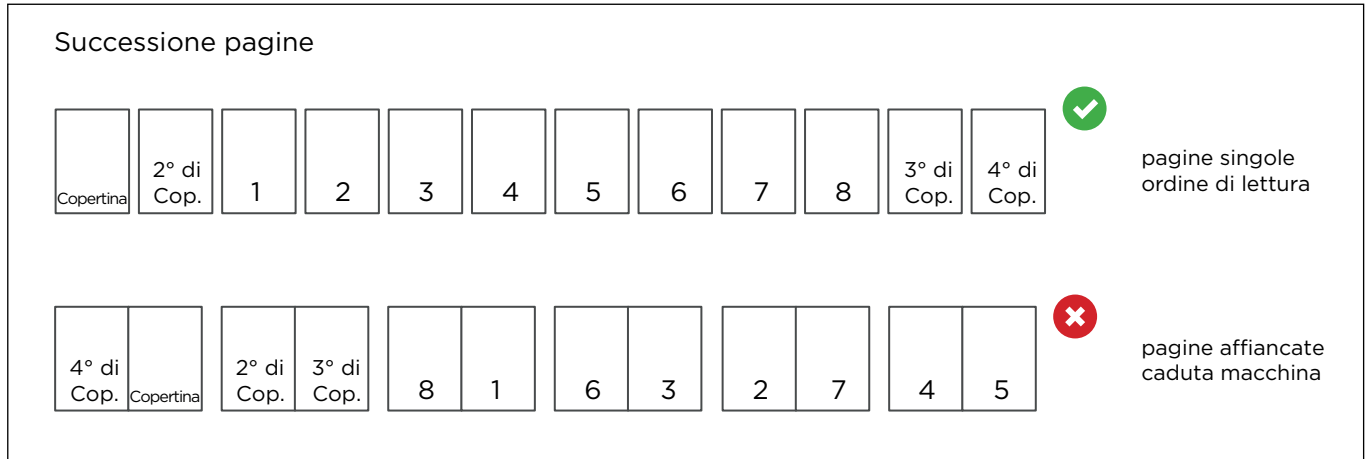 Successione pagine
Copertina
2° di
Cop.
1
2
3
4
5
6
7
8
3° di
Cop.
4° di
Cop.
pagine singole
ordine di lettura
4° di
Cop.
Copertina
2° di
Cop.
3° di
Cop.
8
1
6
3
2
7
4
5
pagine affiancate
caduta macchina